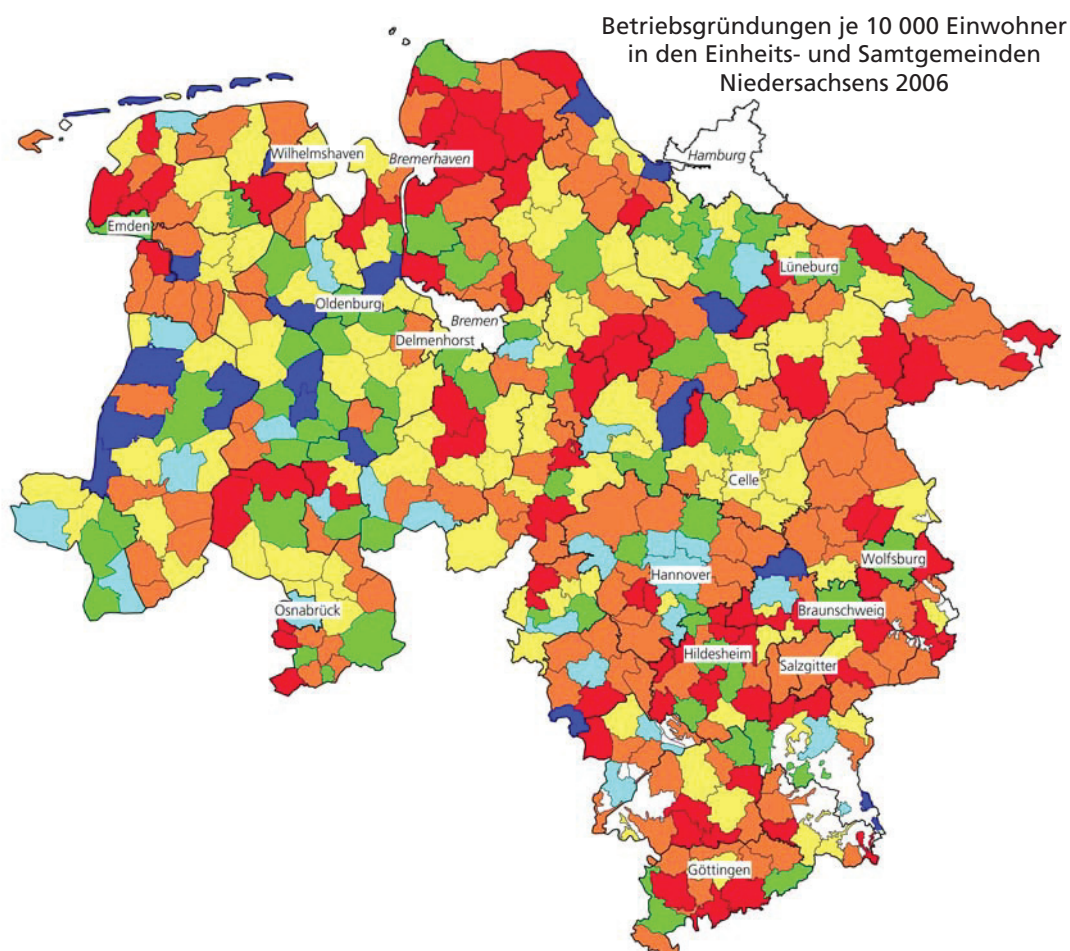 Betriebsgründungen je 10 000 Einwohner
in den Einheits- und Samtgemeinden
Niedersachsens 2006
Wilhelmshaven
Bremerhaven
Hamburg
Emden
Lüneburg
Oldenburg
Bremen
Delmenhorst
Celle
Wolfsburg
Hannover
Osnabrück
Braunschweig
Hildesheim
Salzgitter
Göttingen